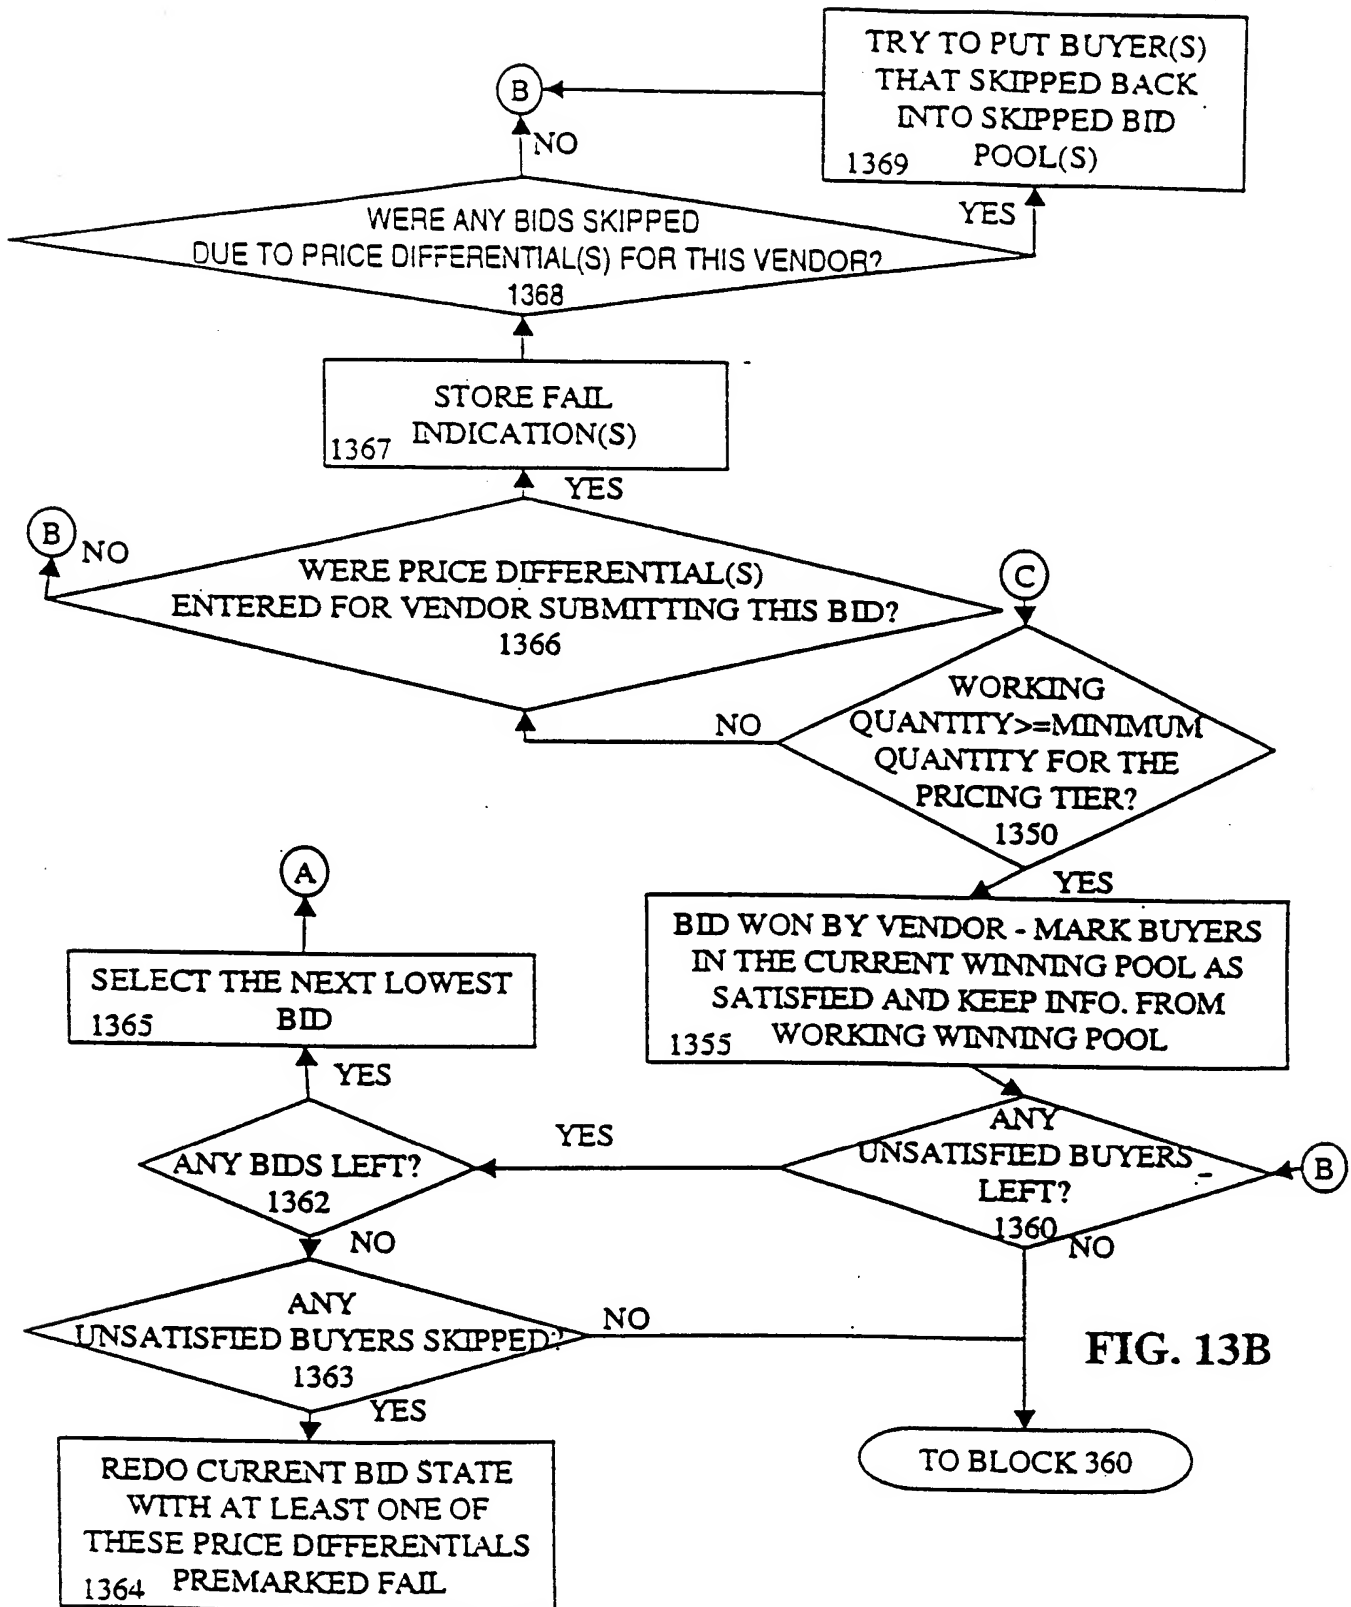 TRY TO PUT BUYER(S)
THAT SKIPPED BACK
INTO SKIPPED BID
POOL(S)
1369
B
NO
YES
WERE ANY BIDS SKIPPED
DUE TO PRICE DIFFERENTIAL(S) FOR THIS VENDOR?
1368
STORE FAIL
INDICATION(S)
1367
YES
B
NO
WERE PRICE DIFFERENTIAL(S)
ENTERED FOR VENDOR SUBMITTING THIS BID?
1366
C
WORKING
QUANTITY>=MINIMUM
QUANTITY FOR THE
PRICING TIER?
1350
NO
YES
A
SELECT THE NEXT LOWEST
BID
1365
YES
BID WON BY VENDOR - MARK BUYERS
IN THE CURRENT WINNING POOL AS
SATISFIED AND KEEP INFO. FROM
WORKING WINNING POOL
1355
ANY
UNSATISFIED BUYERS
LEFT?
1360
B
YES
NO
ANY BIDS LEFT?
1362
NO
ANY
UNSATISFIED BUYERS SKIPPED?
1363
NO
YES
FIG. 13B
TO BLOCK 360
REDO CURRENT BID STATE
WITH AT LEAST ONE OF
THESE PRICE DIFFERENTIALS
PREMARKED FAIL
1364